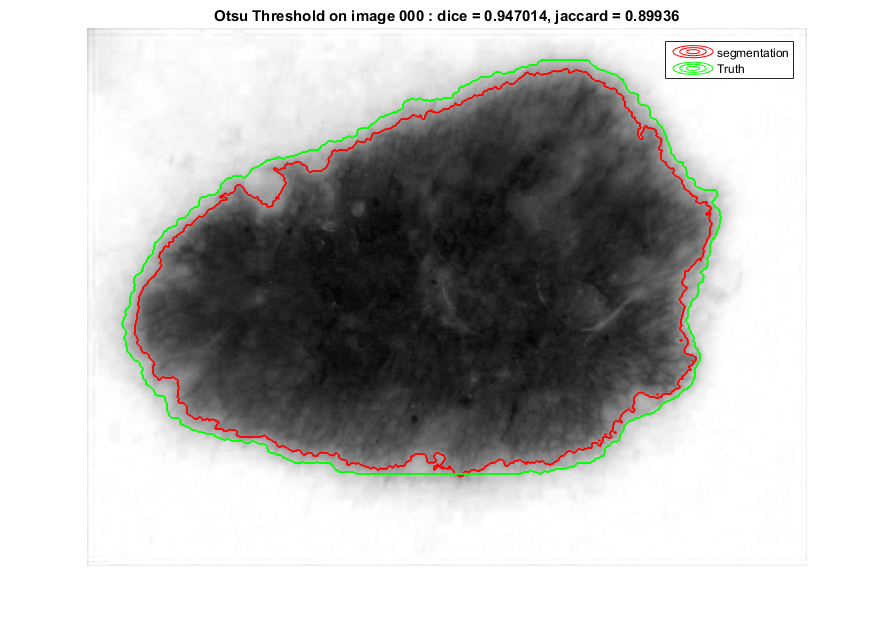 Otsu Threshold on image 000 : dice = 0.947014, jaccard = 0.89936
segmentation
Truth